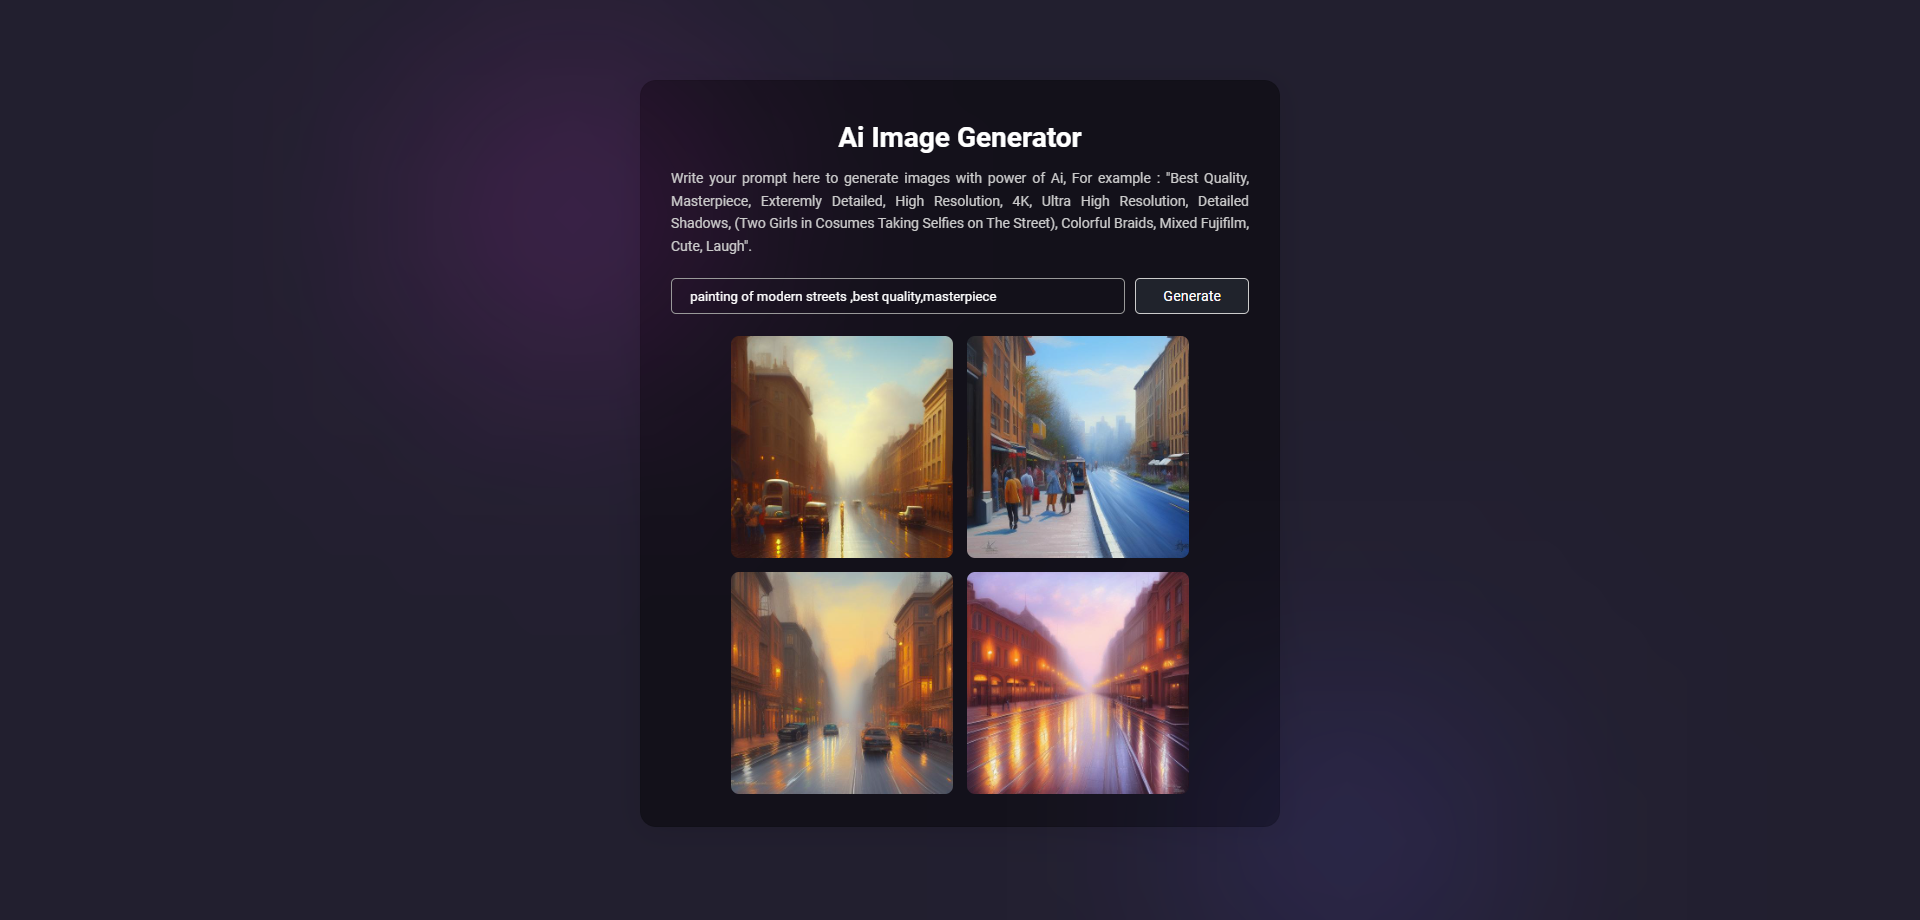 Ai Image Generator
Write your prompt here to generate images with power of Ai, For example : "Best Quality,
Masterpiece, Exteremly Detailed, High Resolution, 4K, Ultra High Resolution, Detailed
Shadows, (Two Girls in Cosumes Taking Selfies on The Street), Colorful Braids, Mixed Fujifilm,
Cute, Laugh".
painting of modern streets ,best quality,masterpiece
Generate